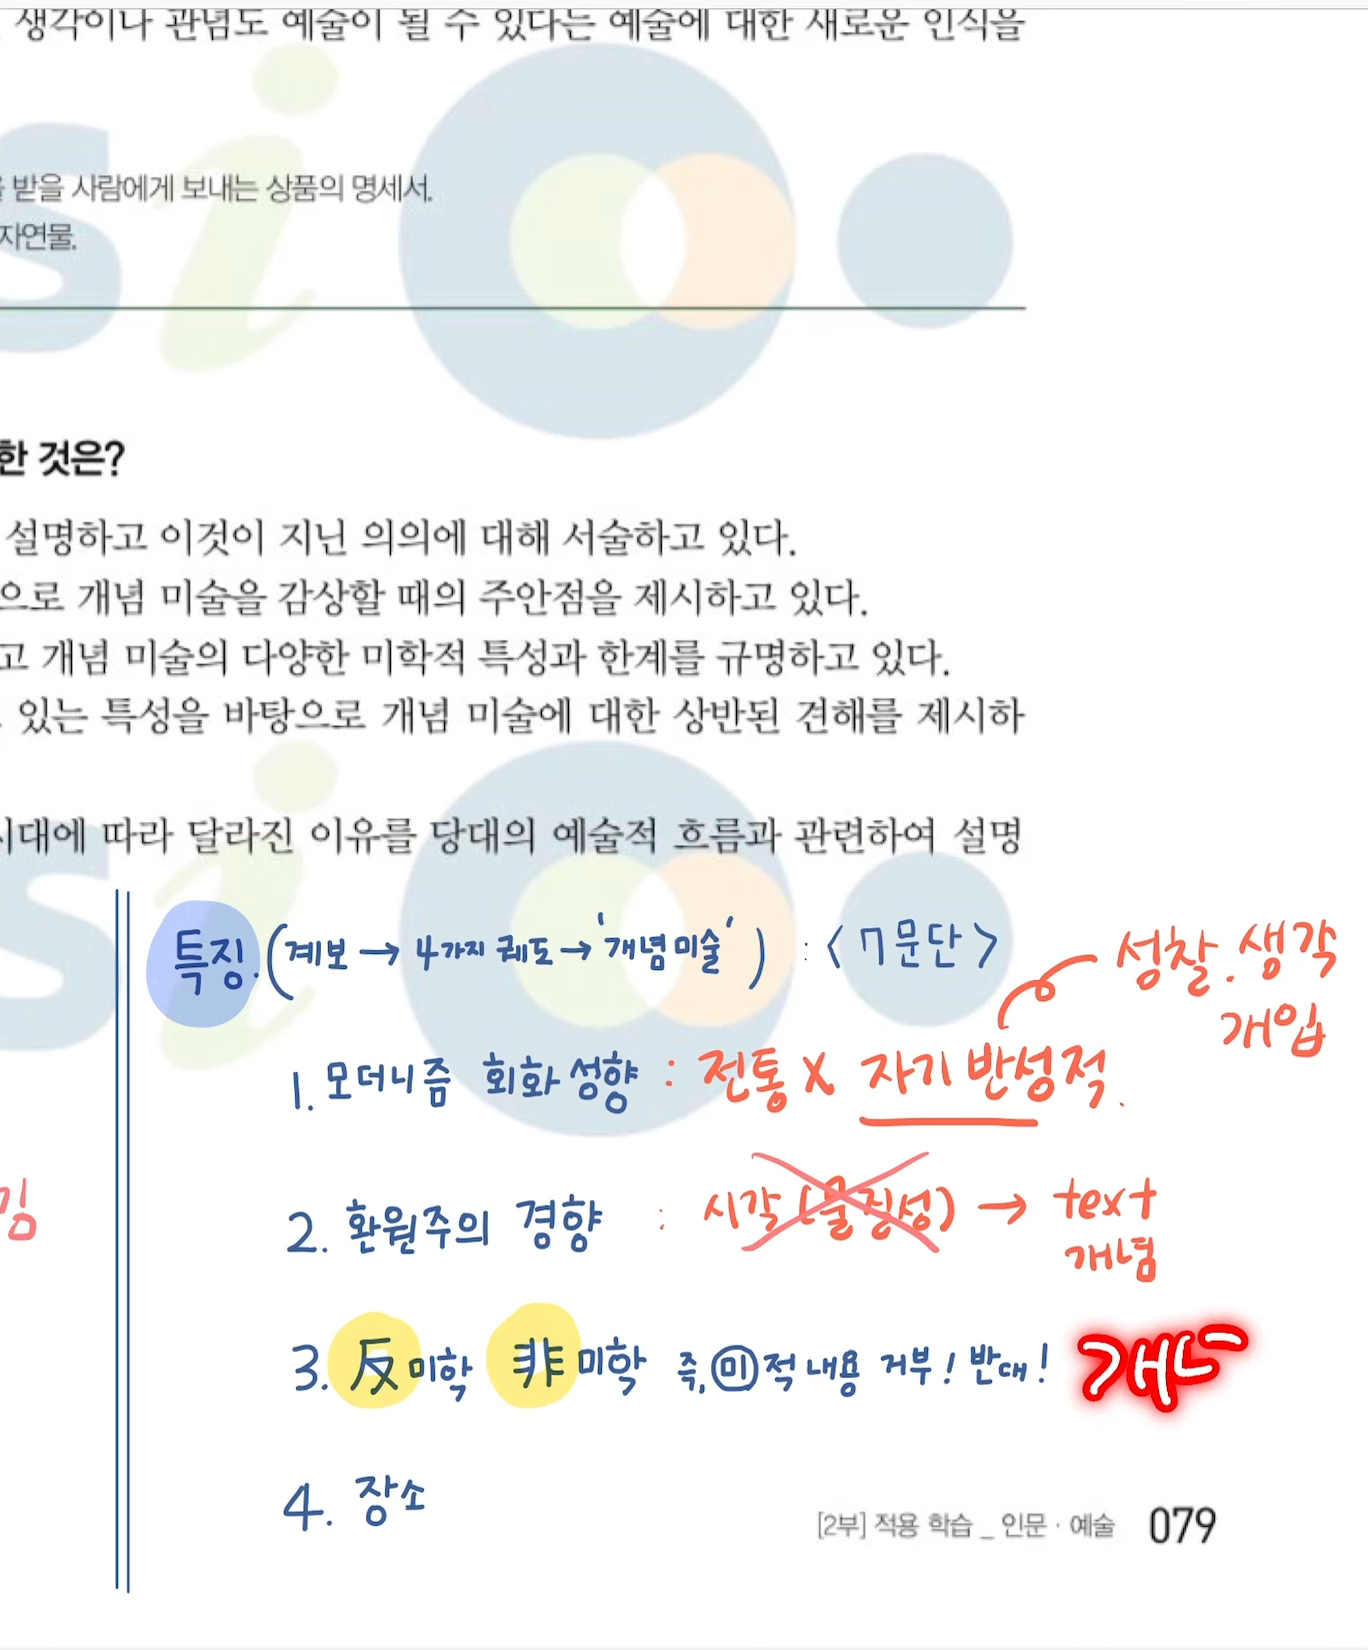 생각이나 관념도 예술이 될 수 있다는 예술에 대한 새로운 인식을
받을 사람에게 보내는 상품의 명세서.
자연물.
한 것은?
설명하고 이것이 지닌 의의에 대해 서술하고 있다.
으로 개념 미술을 감상할 때의 주안점을 제시하고 있다.
고 개념 미술의 다양한 미학적 특성과 한계를 규명하고 있다.
있는 특성을 바탕으로 개념 미술에 대한 상반된 견해를 제시하
시대에 따라 달라진 이유를 당대의 예술적 흐름과 관련하여 설명
특징. (계보 → 4가지 궤도 → '개념미술') : <7문단>
성찰. 생각
개입
1. 모더니즘 회화 성향 : 전통 X 자기 반성적.
김
2. 환원주의 경향 : 시각 (물질성) → text
개념
3. 反미학 非미학 즉, 미적 내용 거부! 반대!
4. 장소
[2부] 적용 학습 _ 인문 · 예술 079